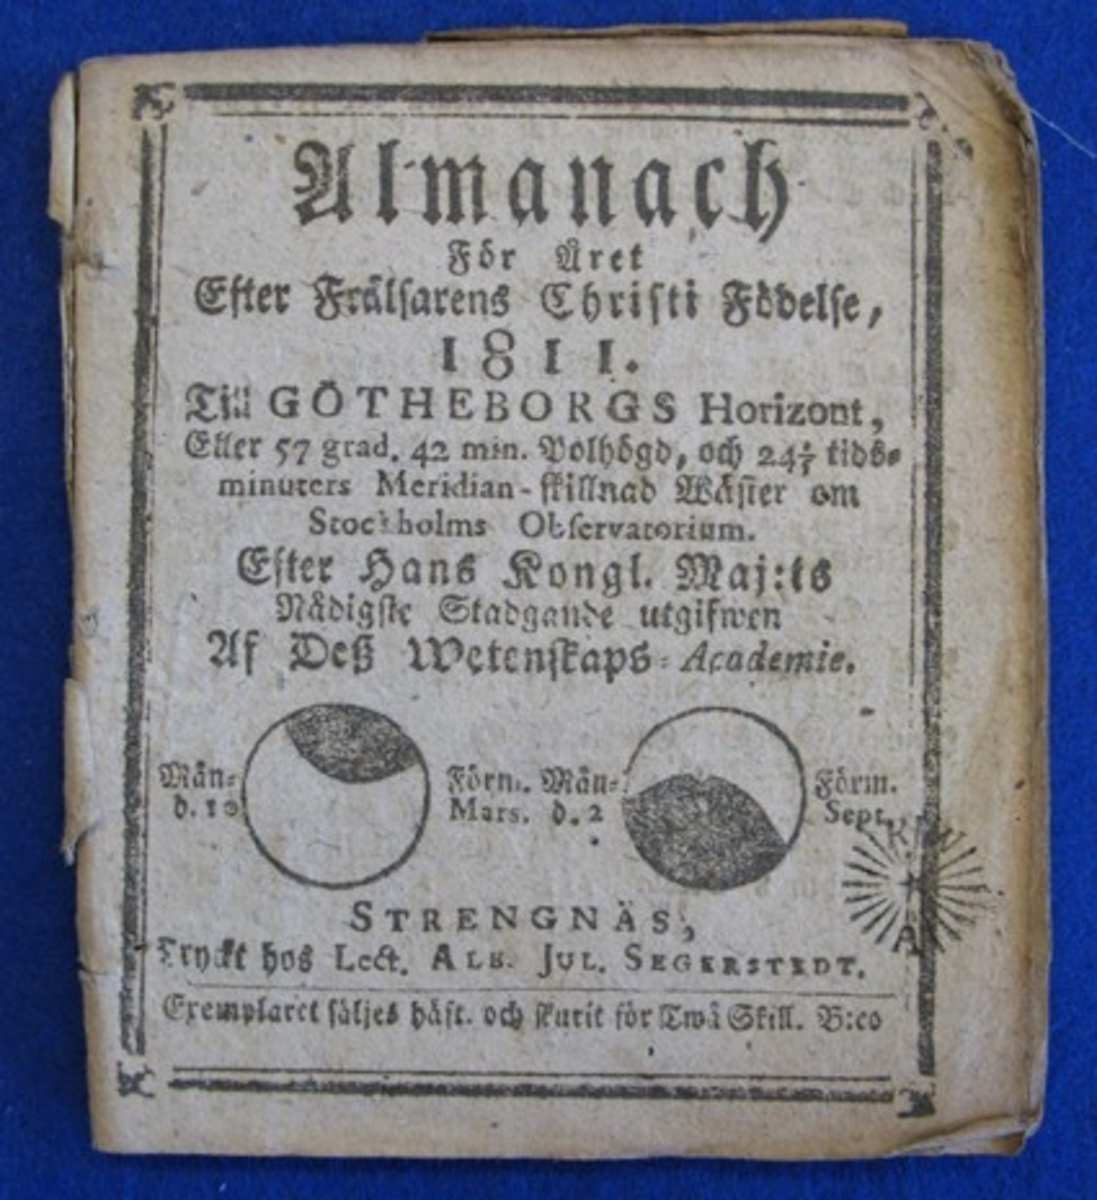 Almanach
För Året
Efter Frälsarens Christi Födelse,
1811.
Till GÖTHEBORGS Horizont,
Eller 57 grad. 42 min. Polhögd, och 24⅕ tids-
minuters Meridian-skillnad Wäster om
Stockholms Observatorium.
Efter Hans Kongl. Maj:ts
Nådigste Stadgande utgifwen
Af Deß Wetenskaps-Academie.
Mån- Förm. Mån- Förm.
d. 10 Mars. d. 2 Sept.
K A
STRENGNÄS,
Tryckt hos Lect. ALB. JUL. SEGERSTEDT.
Exemplaret säljes häft. och skurit för Twå Skill. B:co